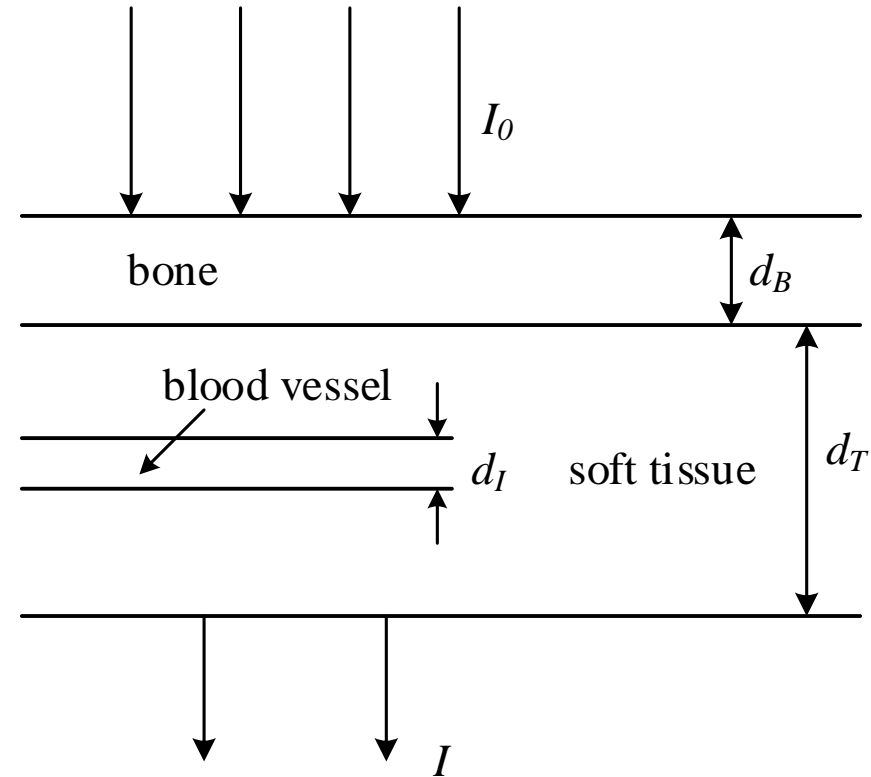 I0
bone
dB
blood vessel
dI
soft tissue
dT
I